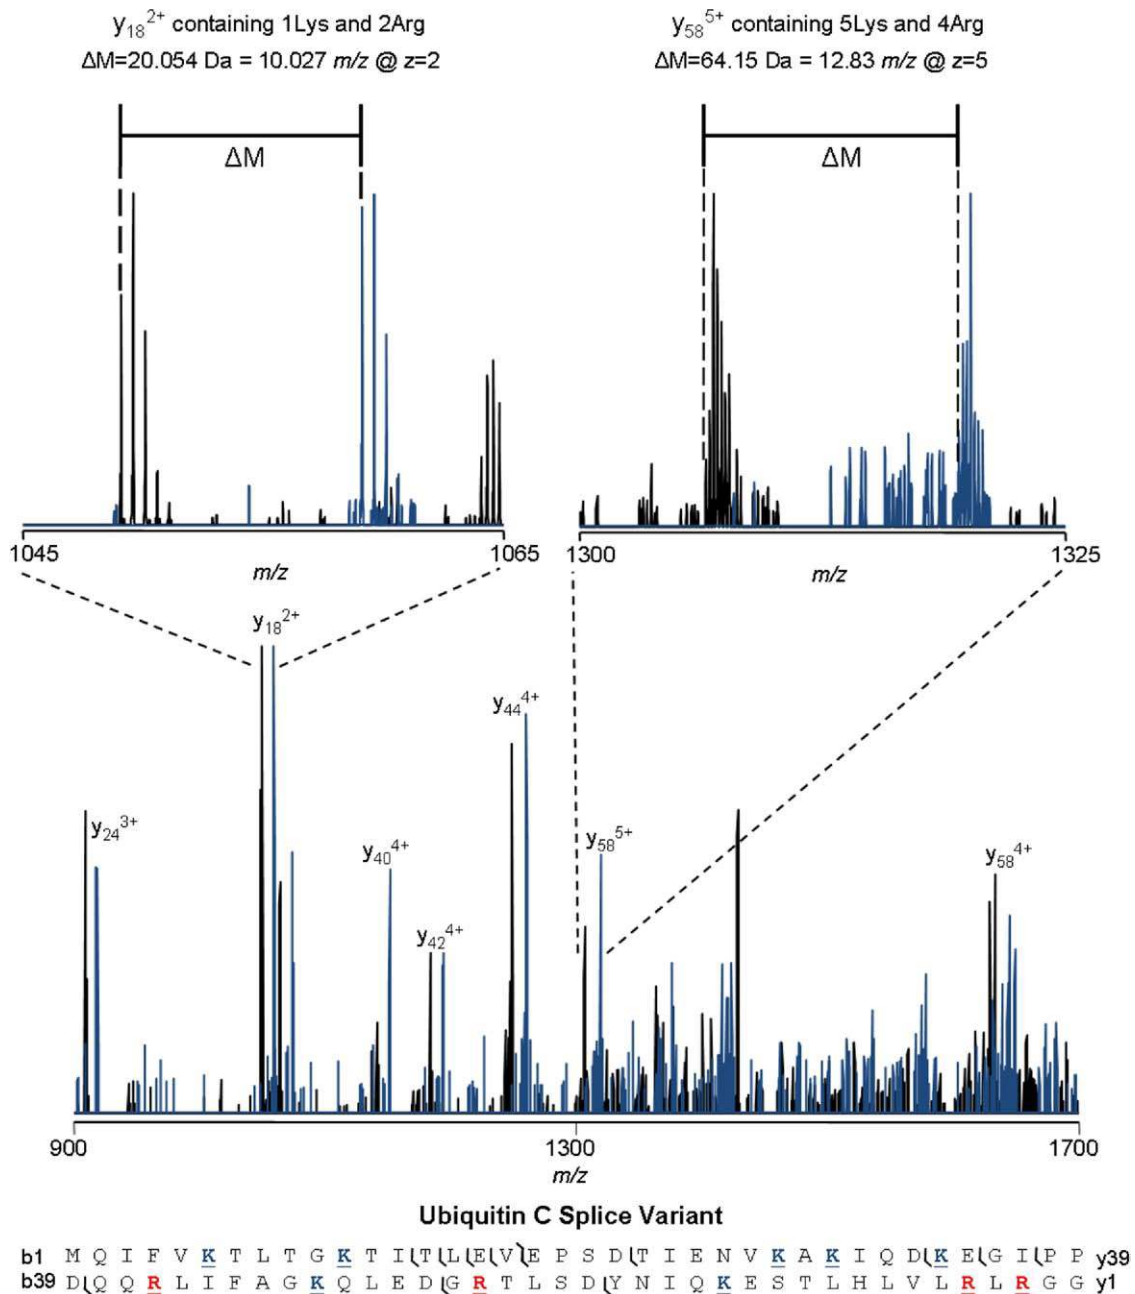 y18 2+ containing 1Lys and 2Arg
ΔM=20.054 Da = 10.027 m/z @ z=2
y58 5+ containing 5Lys and 4Arg
ΔM=64.15 Da = 12.83 m/z @ z=5
ΔM
ΔM
1045
1065
m/z
1300
1325
m/z
y18 2+
y44 4+
y24 3+
y40 4+
y42 4+
y58 5+
y58 4+
900
1300
1700
m/z
Ubiquitin C Splice Variant
b1 M Q I F V K T L T G K T I T L E V E P S D T I E N V K A K I Q D K E G I P P y39
b39 D Q Q R L I F A G K Q L E D G R T L S D Y N I Q K E S T L H L V L R L R G G y1